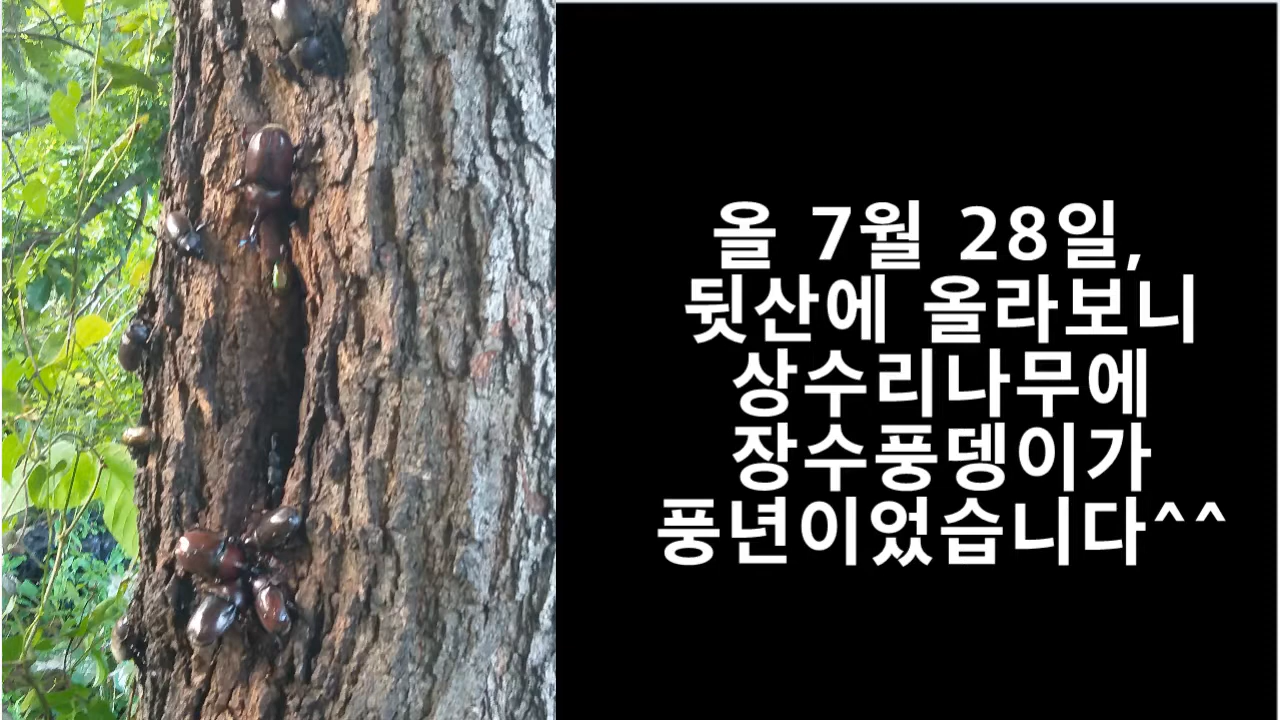 올 7월 28일,
뒷산에 올라보니
상수리나무에
장수풍뎅이가
풍년이었습니다^^